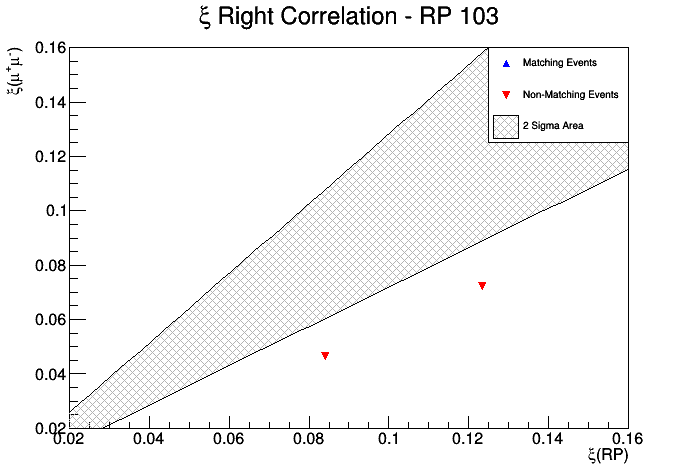 ξ Right Correlation - RP 103
ξ(μ⁺μ⁻)
0.16
0.14
0.12
0.1
0.08
0.06
0.04
0.02
Matching Events
Non-Matching Events
2 Sigma Area
0.02 0.04 0.06 0.08 0.1 0.12 0.14 0.16
ξ(RP)